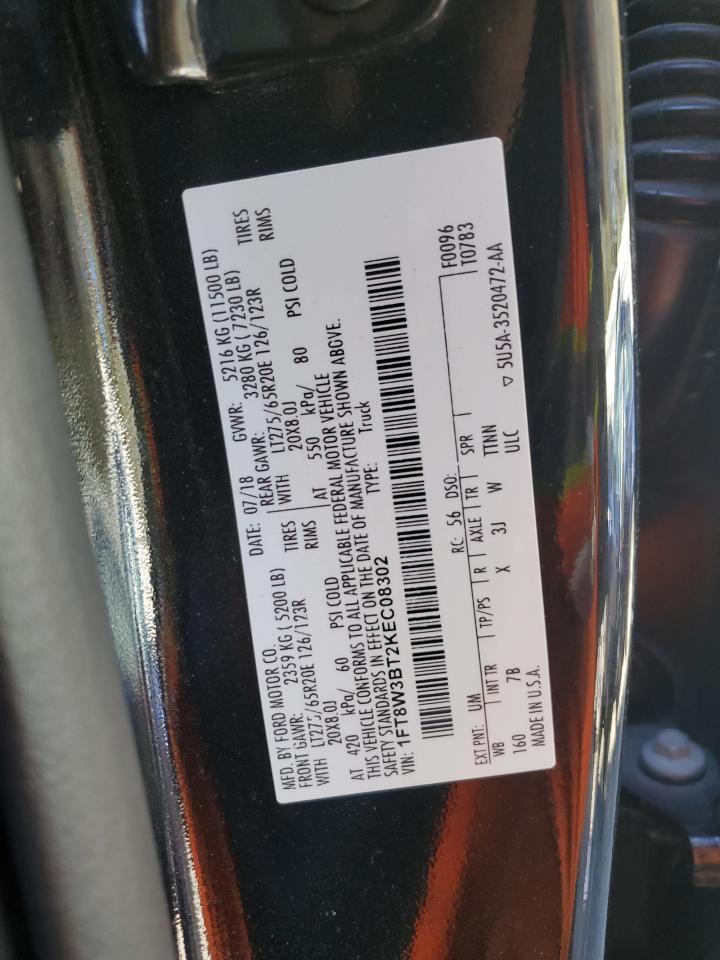 MFD. BY FORD MOTOR CO.
DATE: 07/18 GVWR: 5216 KG (11500 LB)
FRONT GAWR: 2359 KG ( 5200 LB) REAR GAWR: 3280 KG ( 7230 LB)
WITH LT275/65R20E 126/123R TIRES WITH LT275/65R20E 126/123R TIRES
20X8.0J RIMS 20X8.0J RIMS
AT 420 kPa/ 60 PSI COLD AT 550 kPa/ 80 PSI COLD
THIS VEHICLE CONFORMS TO ALL APPLICABLE FEDERAL MOTOR VEHICLE
SAFETY STANDARDS IN EFFECT ON THE DATE OF MANUFACTURE SHOWN ABOVE.
VIN: 1FT8W3BT2KEC08302 TYPE: Truck
EXT PNT: UM RC: 56 DSO: F0096
WB INT TR TP/PS R AXLE TR SPR T0783
160 7B X 3J W TTNN
MADE IN U.S.A. ULC ▽ 5U5A-3520472-AA